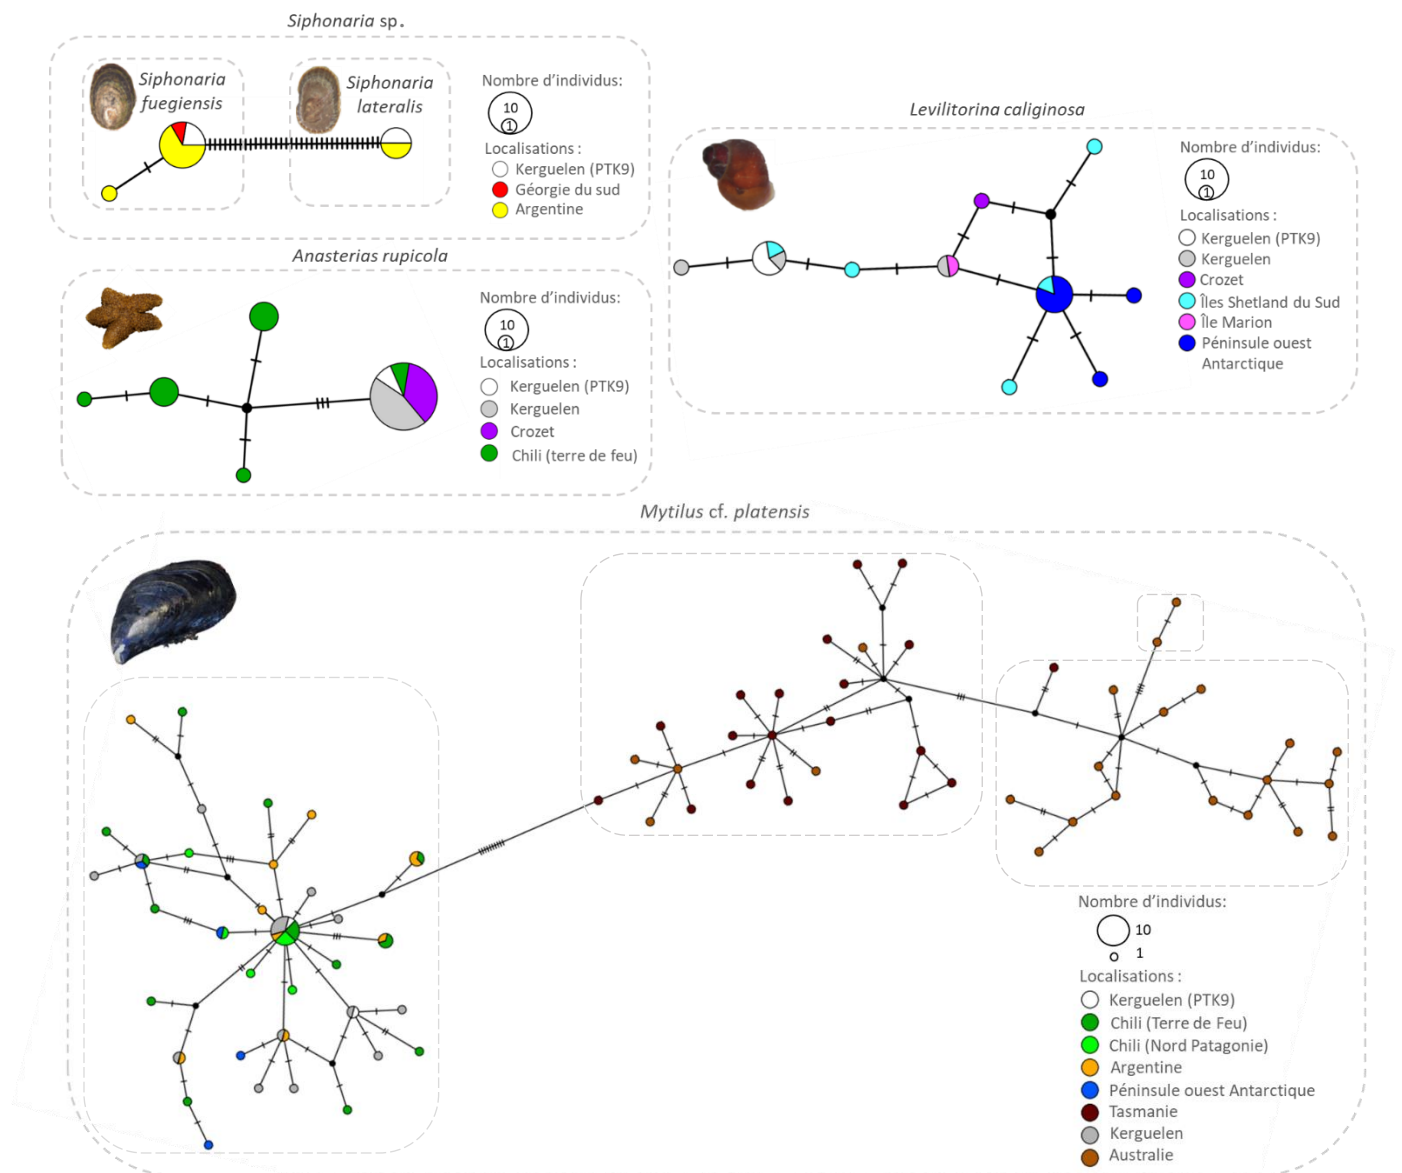 Siphonaria sp.
Siphonaria
fuegiensis
Siphonaria
lateralis
Nombre d'individus:
10
1
Localisations :
Kerguelen (PTK9)
Géorgie du sud
Argentine
Levilitorina caliginosa
Nombre d'individus:
10
1
Localisations :
Kerguelen (PTK9)
Kerguelen
Crozet
Îles Shetland du Sud
Île Marion
Péninsule ouest
Antarctique
Anasterias rupicola
Nombre d'individus:
10
1
Localisations :
Kerguelen (PTK9)
Kerguelen
Crozet
Chili (terre de feu)
Mytilus cf. platensis
Nombre d'individus:
10
1
Localisations :
Kerguelen (PTK9)
Chili (Terre de Feu)
Chili (Nord Patagonie)
Argentine
Péninsule ouest Antarctique
Tasmanie
Kerguelen
Australie